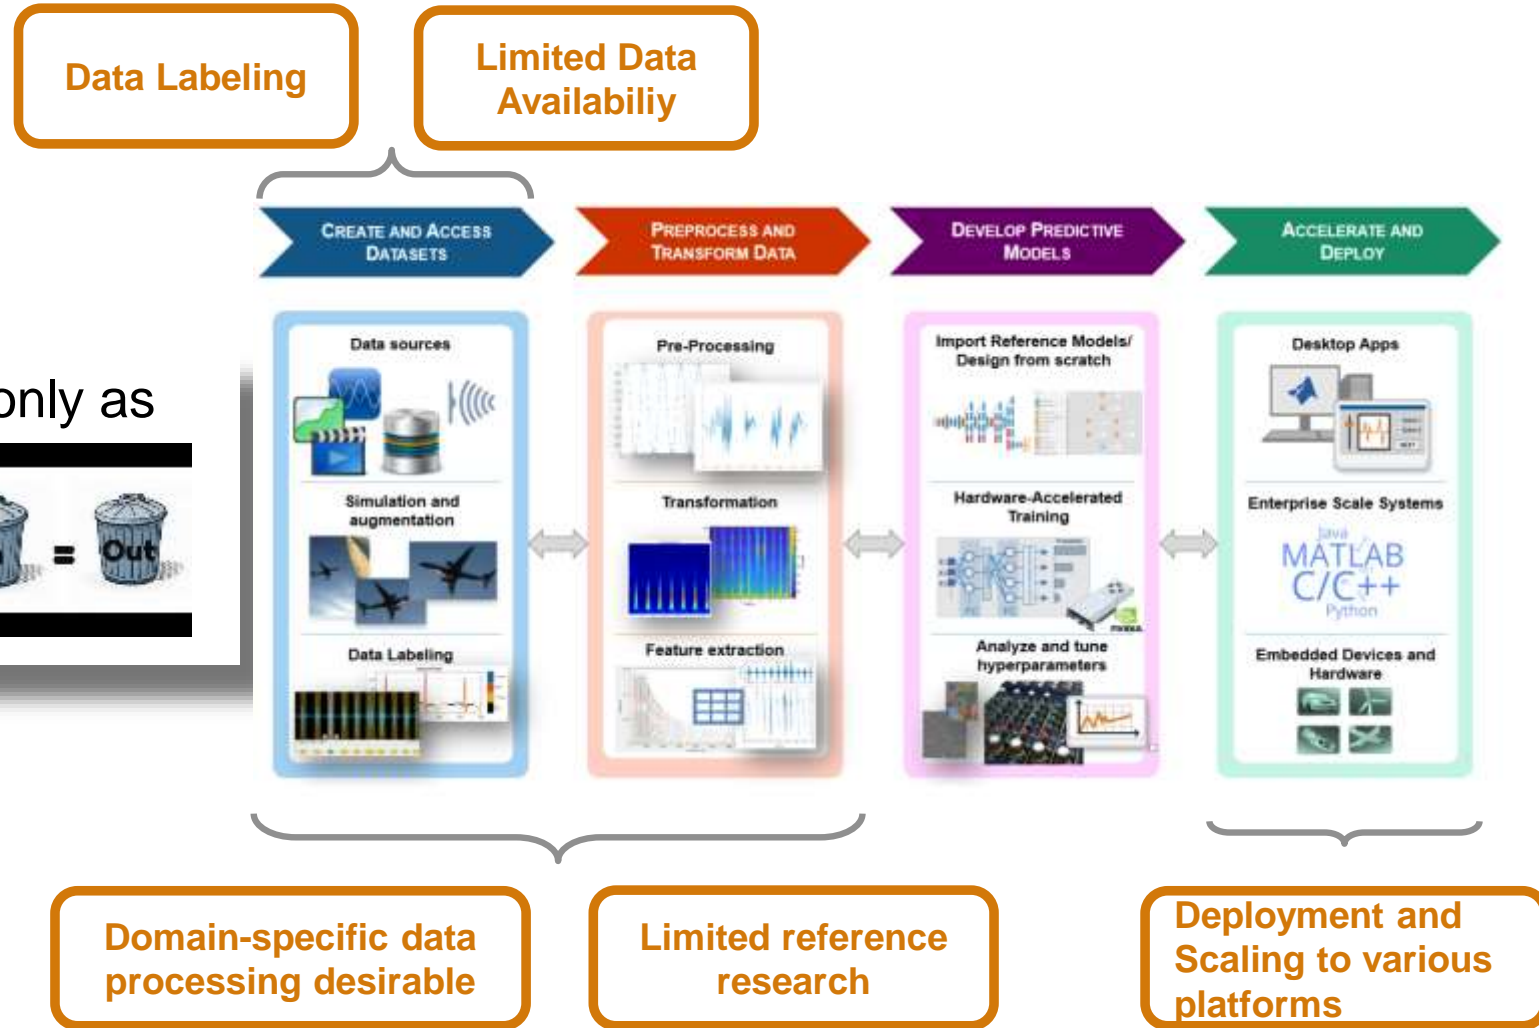 Data Labeling
Limited Data
Availabiliy
CREATE AND ACCESS
DATASETS
PREPROCESS AND
TRANSFORM DATA
DEVELOP PREDICTIVE
MODELS
ACCELERATE AND
DEPLOY
only as
=
Out
Data sources
Simulation and
augmentation
Data Labeling
Pre-Processing
Transformation
Feature extraction
Import Reference Models/
Design from scratch
Hardware-Accelerated
Training
Analyze and tune
hyperparameters
Desktop Apps
Enterprise Scale Systems
Java
MATLAB
C/C++
Python
Embedded Devices and
Hardware
Domain-specific data
processing desirable
Limited reference
research
Deployment and
Scaling to various
platforms